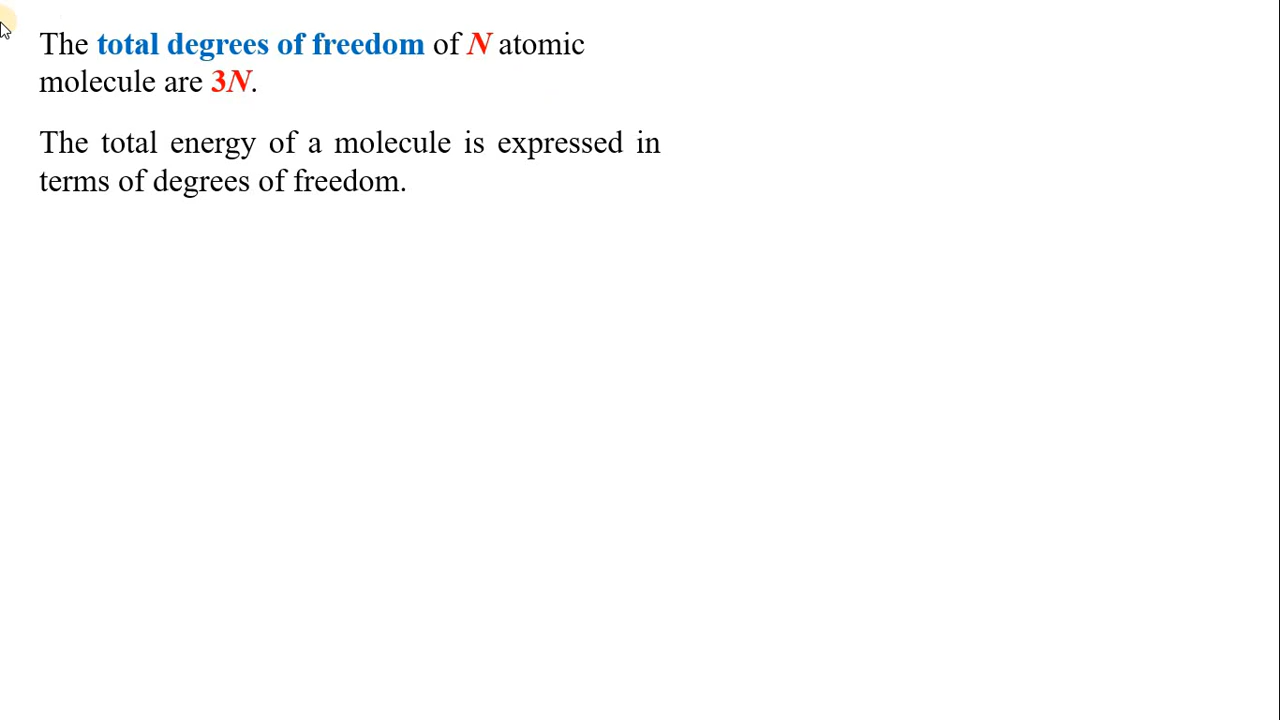 The total degrees of freedom of N atomic
molecule are 3N.
The total energy of a molecule is expressed in
terms of degrees of freedom.